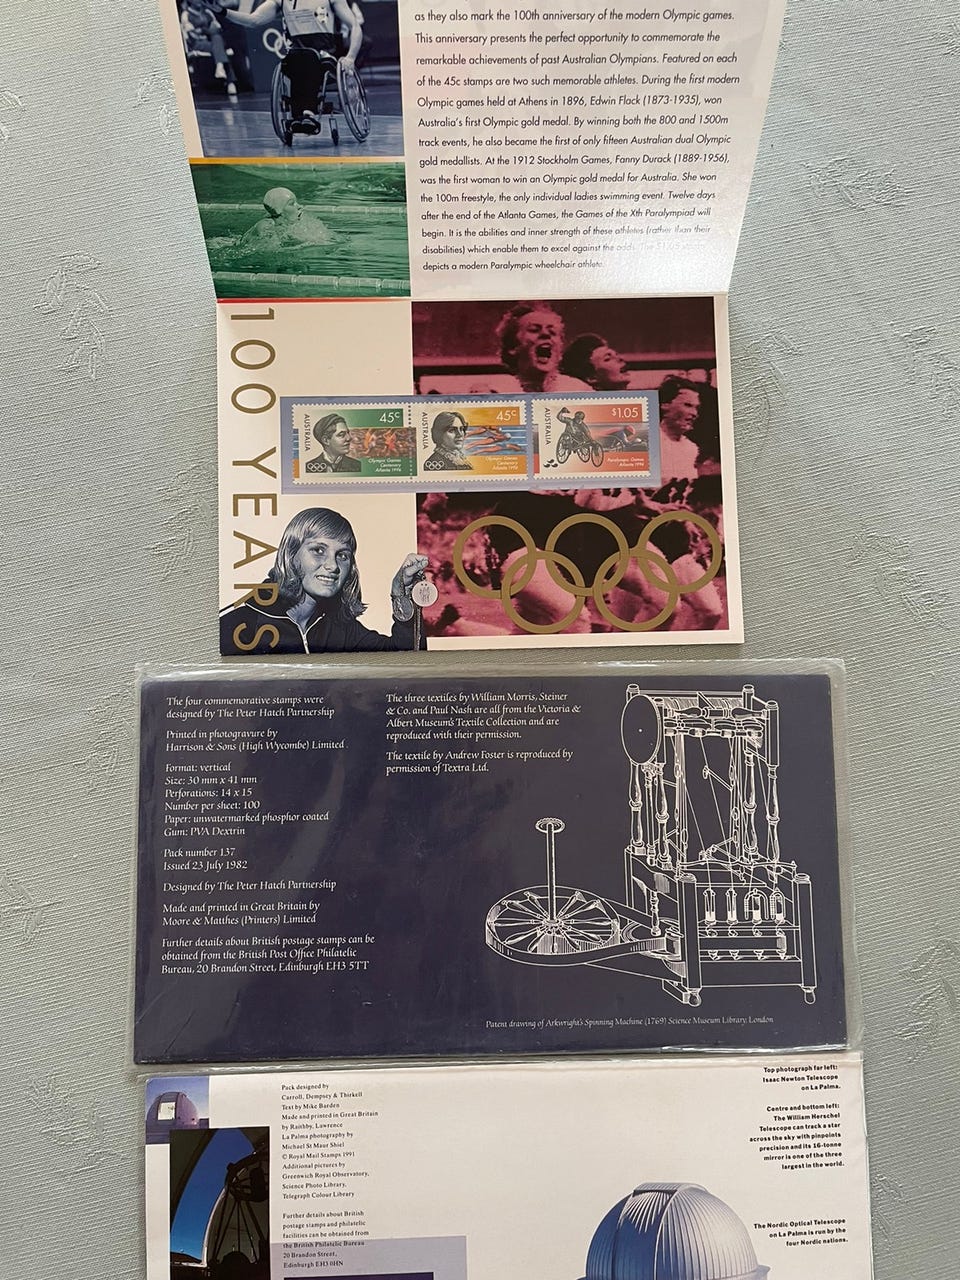 as they also mark the 100th anniversary of the modern Olympic games.
This anniversary presents the perfect opportunity to commemorate the
remarkable achievements of past Australian Olympians. Featured on each
of the 45c stamps are two such memorable athletes. During the first modern
Olympic games held at Athens in 1896, Edwin Flack (1873-1935), won
Australia's first Olympic gold medal. By winning both the 800 and 1500m
track events, he also became the first of only fifteen Australian dual Olympic
gold medallists. At the 1912 Stockholm Games, Fanny Durack (1889-1956),
was the first woman to win an Olympic gold medal for Australia. She won
the 100m freestyle, the only individual ladies swimming event. Twelve days
after the end of the Atlanta Games, the Games of the Xth Paralympiad will
begin. It is the abilities and inner strength of these athletes (rather than their
disabilities) which enable them to excel against the odds. The $1.05 stamp
depicts a modern Paralympic wheelchair athlete.
100 YEARS
AUSTRALIA
45c
Olympic Games
Centenary
Atlanta 1996
AUSTRALIA
45c
Olympic Games
Centenary
Atlanta 1996
AUSTRALIA
$1.05
Paralympic Games
Atlanta 1996
The four commemorative stamps were
designed by The Peter Hatch Partnership
Printed in photogravure by
Harrison & Sons (High Wycombe) Limited.
Format: vertical
Size: 30 mm x 41 mm
Perforations: 14 x 15
Number per sheet: 100
Paper: unwatermarked phosphor coated
Gum: PVA Dextrin
Pack number 137
Issued 23 July 1982
Designed by The Peter Hatch Partnership
Made and printed in Great Britain by
Moore & Matthes (Printers) Limited
Further details about British postage stamps can be
obtained from the British Post Office Philatelic
Bureau, 20 Brandon Street, Edinburgh EH3 5TT
The three textiles by William Morris, Steiner
& Co. and Paul Nash are all from the Victoria &
Albert Museum's Textile Collection and are
reproduced with their permission.
The textile by Andrew Foster is reproduced by
permission of Textra Ltd.
Patent drawing of Arkwright's Spinning Machine (1769) Science Museum Library, London
Pack designed by
Carroll, Dempsey & Thirkell
Text by Mike Barden
Made and printed in Great Britain
by Raithby, Lawrence
La Palma photography by
Michael St Maur Shiel
© Royal Mail Stamps 1991
Additional pictures by
Greenwich Royal Observatory,
Science Photo Library,
Telegraph Colour Library
Further details about British
postage stamps and philatelic
facilities can be obtained from
the British Philatelic Bureau
20 Brandon Street,
Edinburgh EH3 0HN
Top photograph far left:
Isaac Newton Telescope
on La Palma.
Centre and bottom left:
The William Herschel
Telescope can track a star
across the sky with pinpoints
precision and its 16-tonne
mirror is one of the three
largest in the world.
The Nordic Optical Telescope
on La Palma is run by the
four Nordic nations.